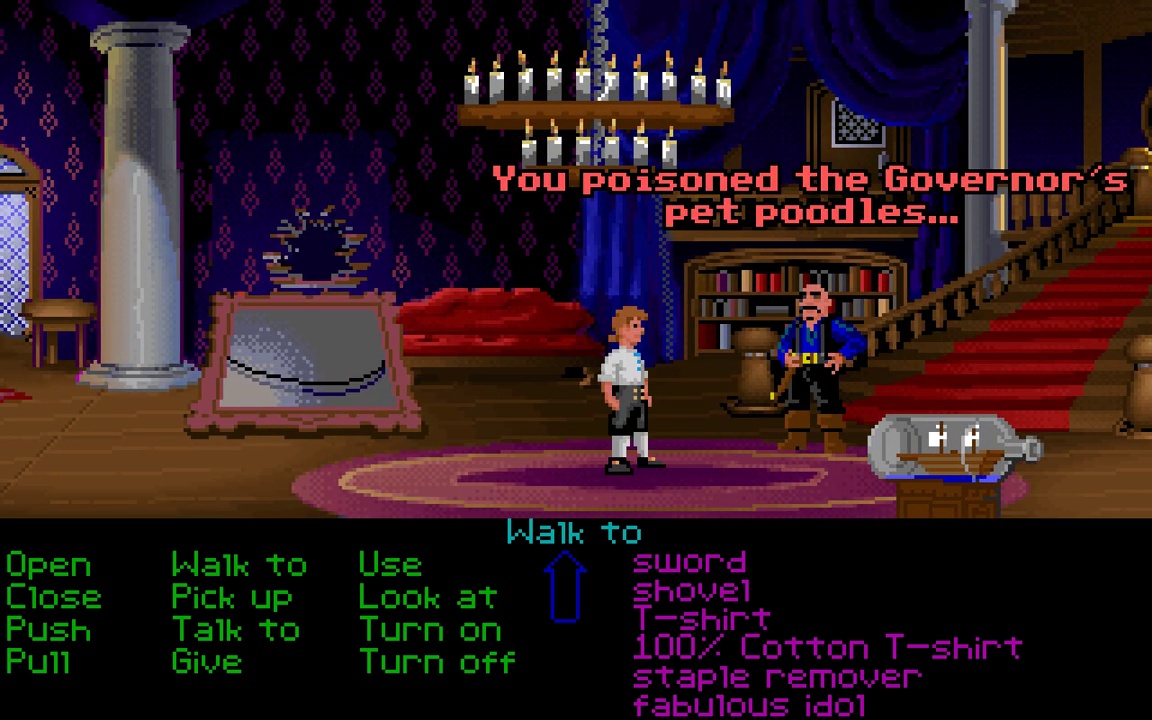 You poisoned the Governor's
pet poodles...
Walk to
Open Walk to Use
Close Pick up Look at
Push Talk to Turn on
Pull Give Turn off
sword
shovel
T-shirt
100% Cotton T-shirt
staple remover
fabulous idol